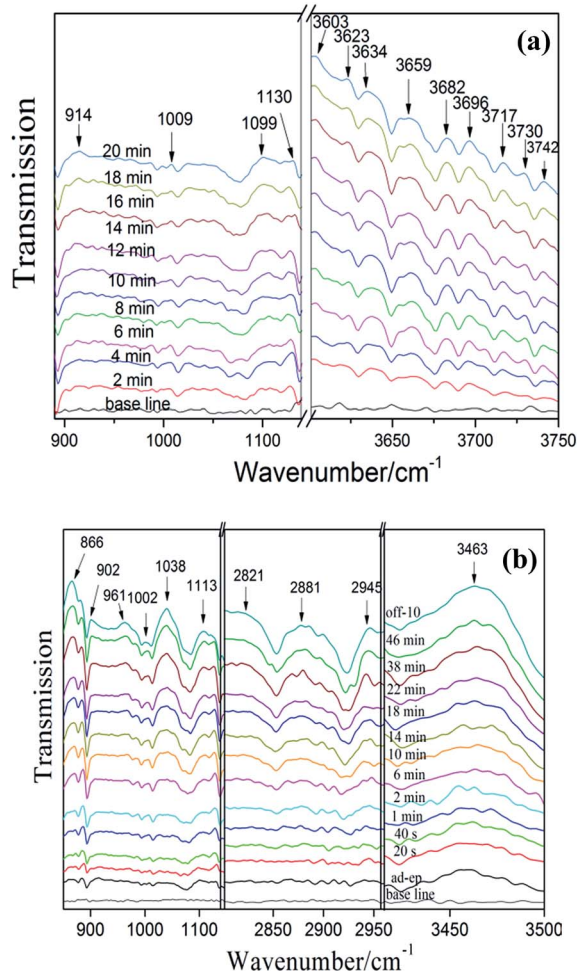 (a)
3603
3623
3634
3659
3682
3696
3717
3730
3742
914
1009
1099
1130
20 min
18 min
16 min
14 min
12 min
10 min
8 min
6 min
4 min
2 min
base line
Transmission
900 1000 1100 3650 3700 3750
Wavenumber/cm⁻¹
(b)
866
902
961
1002
1038
1113
2821
2881
2945
3463
off-10
46 min
38 min
22 min
18 min
14 min
10 min
6 min
2 min
1 min
40 s
20 s
ad-ep
base line
Transmission
900 1000 1100 2850 2900 2950 3450 3500
Wavenumber/cm⁻¹